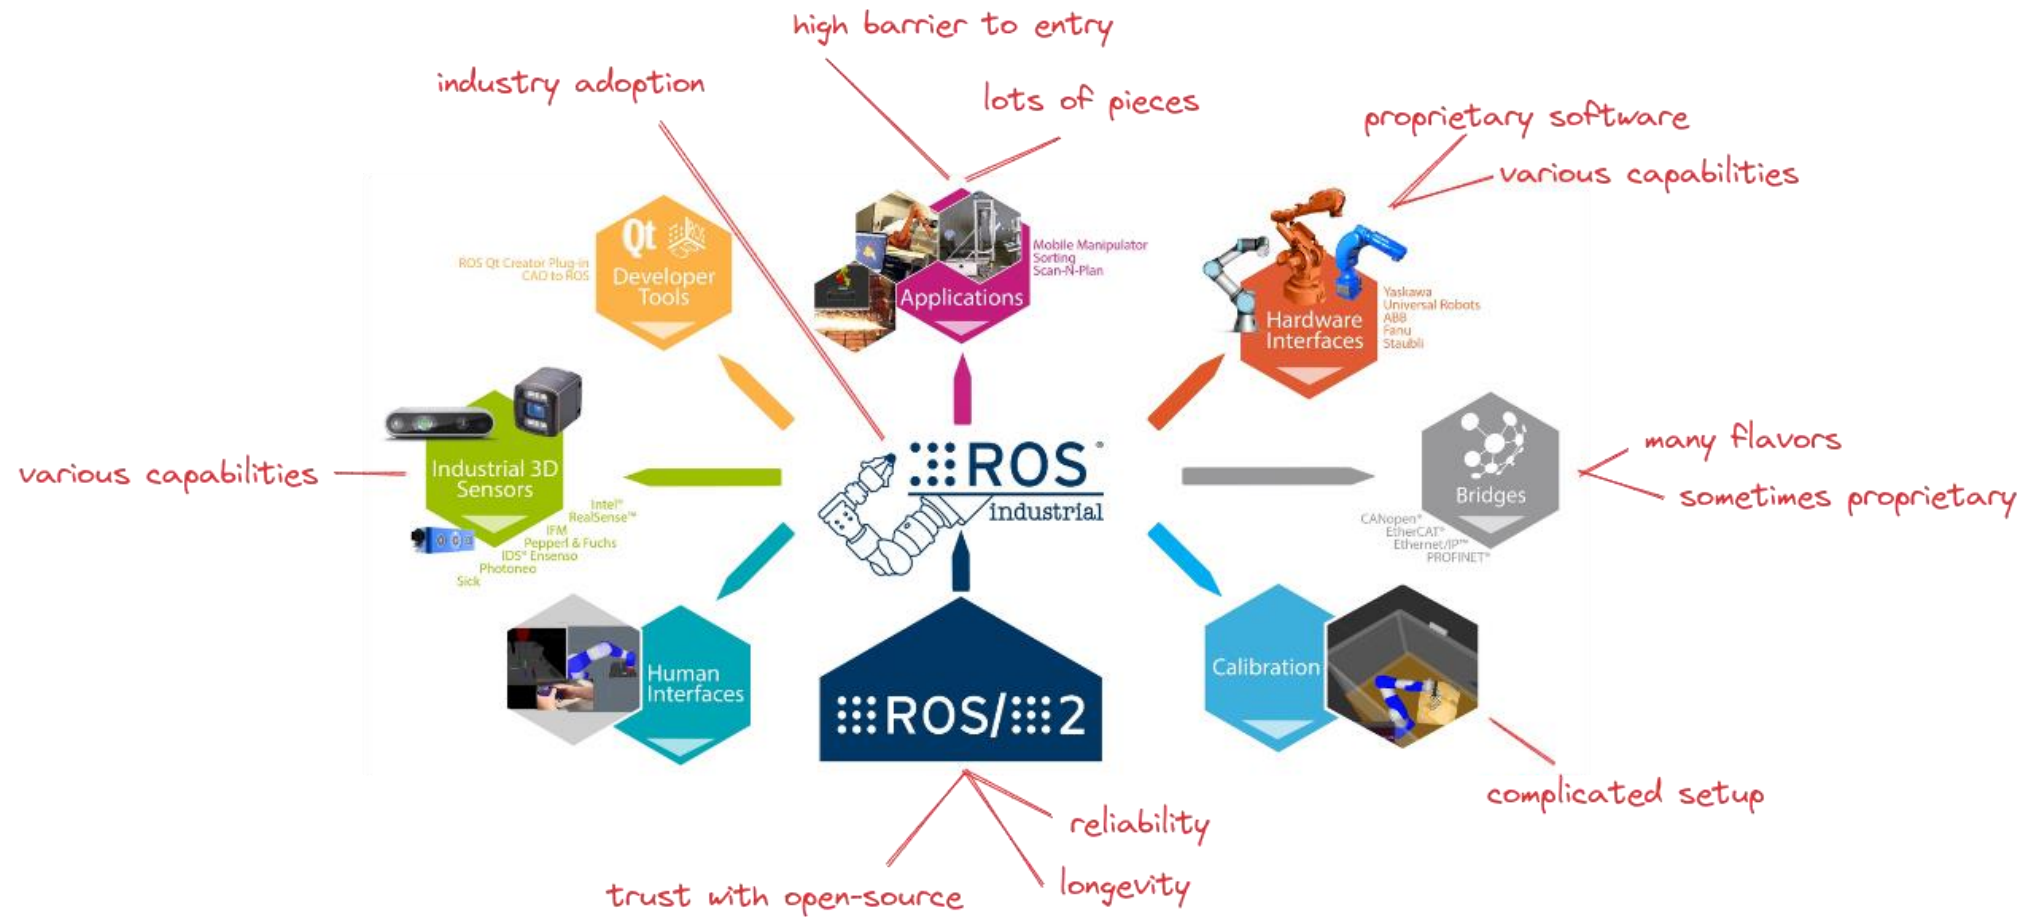 high barrier to entry
industry adoption
lots of pieces
proprietary software
various capabilities
Qt
ROS
Developer
Tools
ROS Qt Creator Plug-in
CAD to ROS
Applications
Mobile Manipulator
Sorting
Scan-N-Plan
Hardware
Interfaces
Yaskawa
Universal Robots
ABB
Fanu
Staubli
various capabilities
Industrial 3D
Sensors
Intel®
RealSense™
IFM
Pepperl & Fuchs
IDS® Ensenso
Photoneo
Sick
ROS®
industrial
Bridges
CANopen®
EtherCAT®
Ethernet/IP™
PROFINET®
many flavors
sometimes proprietary
Human
Interfaces
ROS/2
Calibration
complicated setup
reliability
longevity
trust with open-source